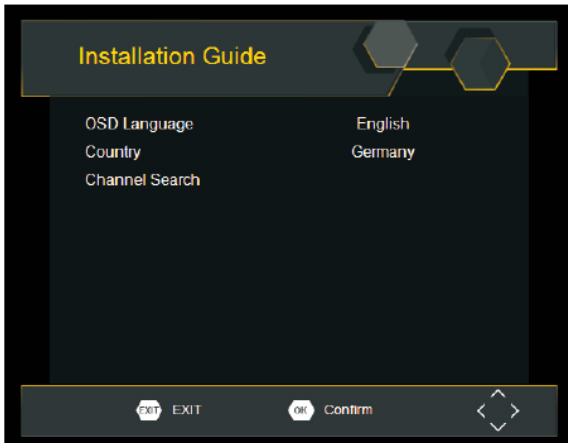 Installation Guide
OSD Language English
Country Germany
Channel Search
EXIT EXIT OK Confirm